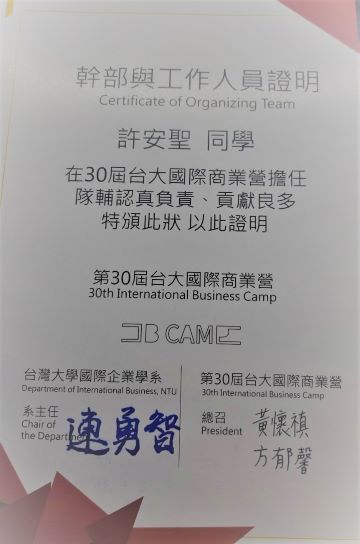 幹部與工作人員證明
Certificate of Organizing Team
許安聖 同學
在30屆台大國際商業營擔任
隊輔認真負責、貢獻良多
特頒此狀 以此證明
第30屆台大國際商業營
30th International Business Camp
IB CAMP
台灣大學國際企業學系
Department of International Business, NTU
系主任
Chair of
the Department
連勇智
第30屆台大國際商業營
30th International Business Camp
總召
President
黃懷禛
方郁馨